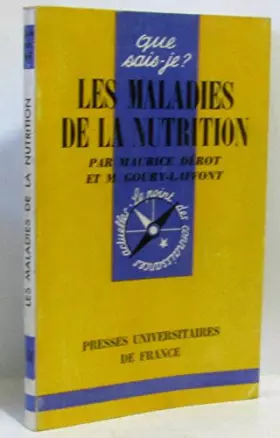 que
sais-je?
LES MALADIES
DE LA NUTRITION
PAR MAURICE DÉROT
ET M. GOURY-LAFFONT
le point des connaissances actuelles
PRESSES UNIVERSITAIRES
DE FRANCE
LES MALADIES DE LA NUTRITION